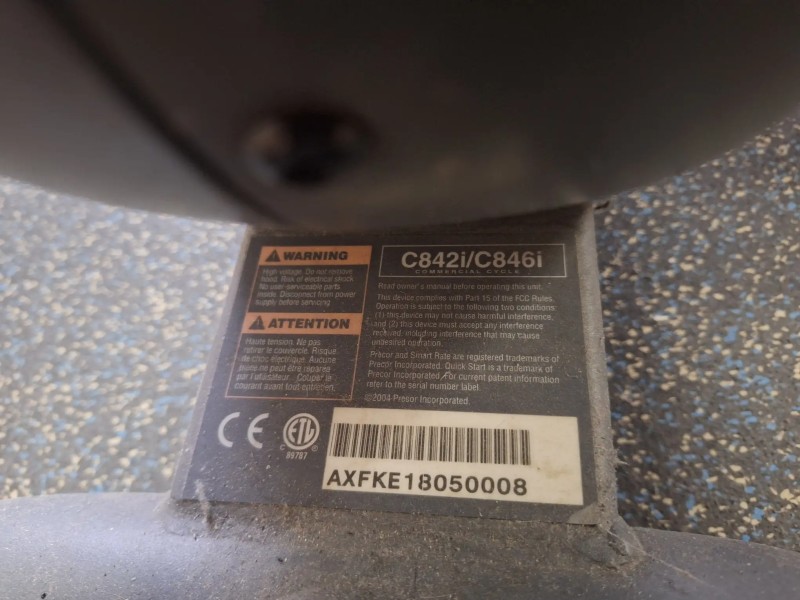 WARNING
High voltage. Do not remove
hood. Risk of electrical shock.
No user serviceable parts
inside. Disconnect from power
supply before servicing.
ATTENTION
Haute tension. Ne pas
retirer le couvercle. Risque
de choc électrique. Aucune
pièce ne peut être réparée
par l'utilisateur. Couper le
courant avant tout entretien.
C842i/C846i
COMMERCIAL CYCLE
Read owner's manual before operating this unit.
This device complies with Part 15 of the FCC Rules.
Operation is subject to the following two conditions:
(1) this device may not cause harmful interference,
and (2) this device must accept any interference
received, including interference that may cause
undesired operation.
Precor and Smart Rate are registered trademarks of
Precor Incorporated. Quick Start is a trademark of
Precor Incorporated. For current patent information
refer to the serial number label.
©2004 Precor Incorporated.
CE
ETL
99787
AXFKE18050008